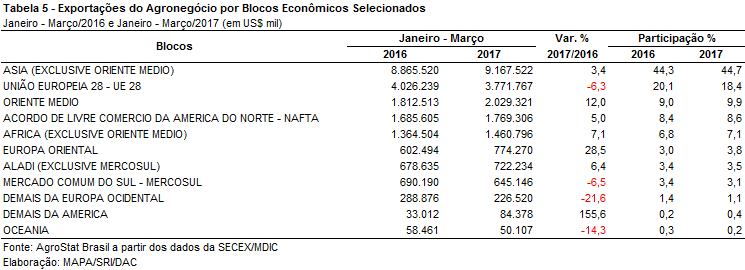 Tabela 5 - Exportações do Agronegócio por Blocos Econômicos Selecionados
Janeiro - Março/2016 e Janeiro - Março/2017 (em US$ mil)
Blocos Janeiro - Março Var. % Participação %
2016 2017 2017/2016 2016 2017
ASIA (EXCLUSIVE ORIENTE MEDIO) 8.865.520 9.167.522 3,4 44,3 44,7
UNIÃO EUROPEIA 28 - UE 28 4.026.239 3.771.767 -6,3 20,1 18,4
ORIENTE MEDIO 1.812.513 2.029.321 12,0 9,0 9,9
ACORDO DE LIVRE COMERCIO DA AMERICA DO NORTE - NAFTA 1.685.605 1.769.306 5,0 8,4 8,6
AFRICA (EXCLUSIVE ORIENTE MEDIO) 1.364.504 1.460.796 7,1 6,8 7,1
EUROPA ORIENTAL 602.494 774.270 28,5 3,0 3,8
ALADI (EXCLUSIVE MERCOSUL) 678.635 722.234 6,4 3,4 3,5
MERCADO COMUM DO SUL - MERCOSUL 690.190 645.146 -6,5 3,4 3,1
DEMAIS DA EUROPA OCIDENTAL 288.876 226.520 -21,6 1,4 1,1
DEMAIS DA AMERICA 33.012 84.378 155,6 0,2 0,4
OCEANIA 58.461 50.107 -14,3 0,3 0,2
Fonte: AgroStat Brasil a partir dos dados da SECEX/MDIC
Elaboração: MAPA/SRI/DAC